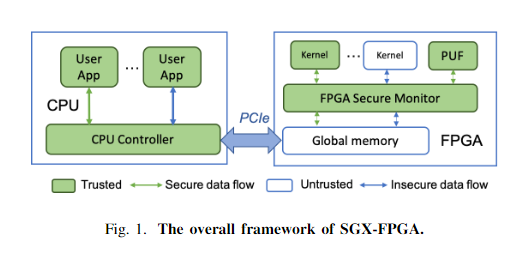 User
App
...
User
App
CPU
CPU Controller
PCIe
Kernel
...
Kernel
PUF
FPGA Secure Monitor
Global memory
FPGA
Trusted
Secure data flow
Untrusted
Insecure data flow
Fig. 1. The overall framework of SGX-FPGA.